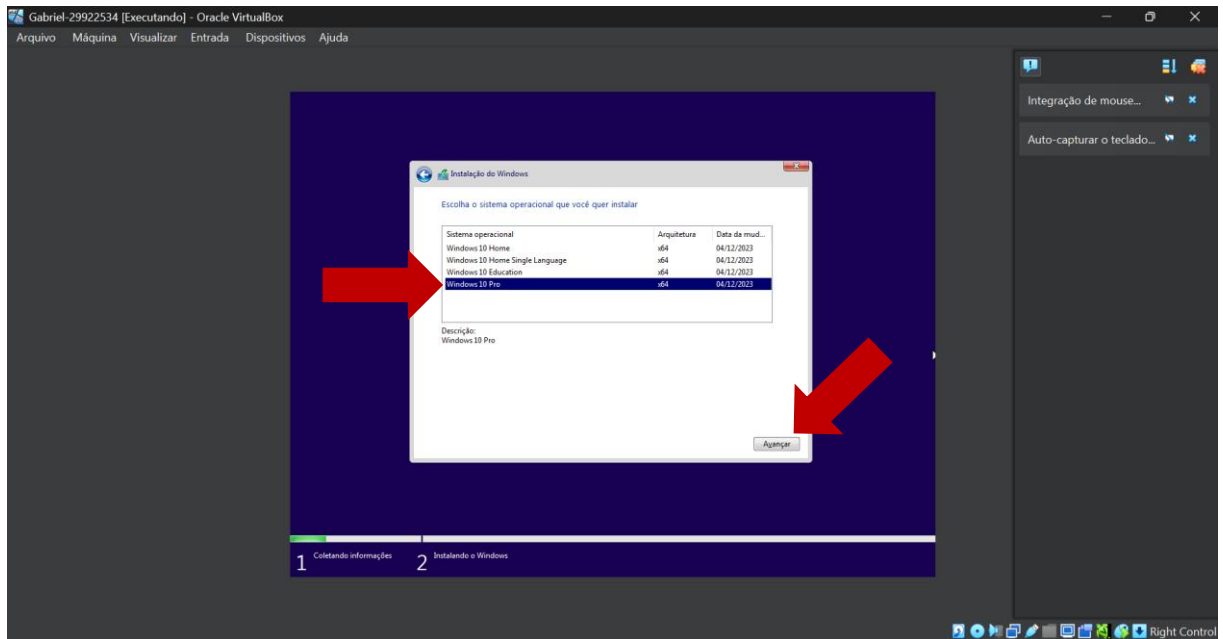 Gabriel-29922534 [Executando] - Oracle VirtualBox
Arquivo Máquina Visualizar Entrada Dispositivos Ajuda
Integração de mouse...
Auto-capturar o teclado...
Instalação do Windows
Escolha o sistema operacional que você quer instalar
Sistema operacional Arquitetura Data da mud...
Windows 10 Home x64 04/12/2023
Windows 10 Home Single Language x64 04/12/2023
Windows 10 Education x64 04/12/2023
Windows 10 Pro x64 04/12/2023
Descrição:
Windows 10 Pro
Avançar
1 Coletando informações 2 Instalando o Windows
Right Control